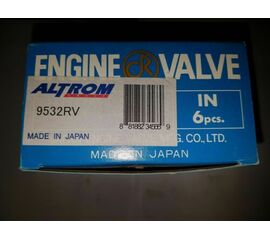 ENGINE VALVE
ALTROM
9532RV
MADE IN JAPAN
IN
6pcs.
G. CO., LTD.
MADE IN JAPAN